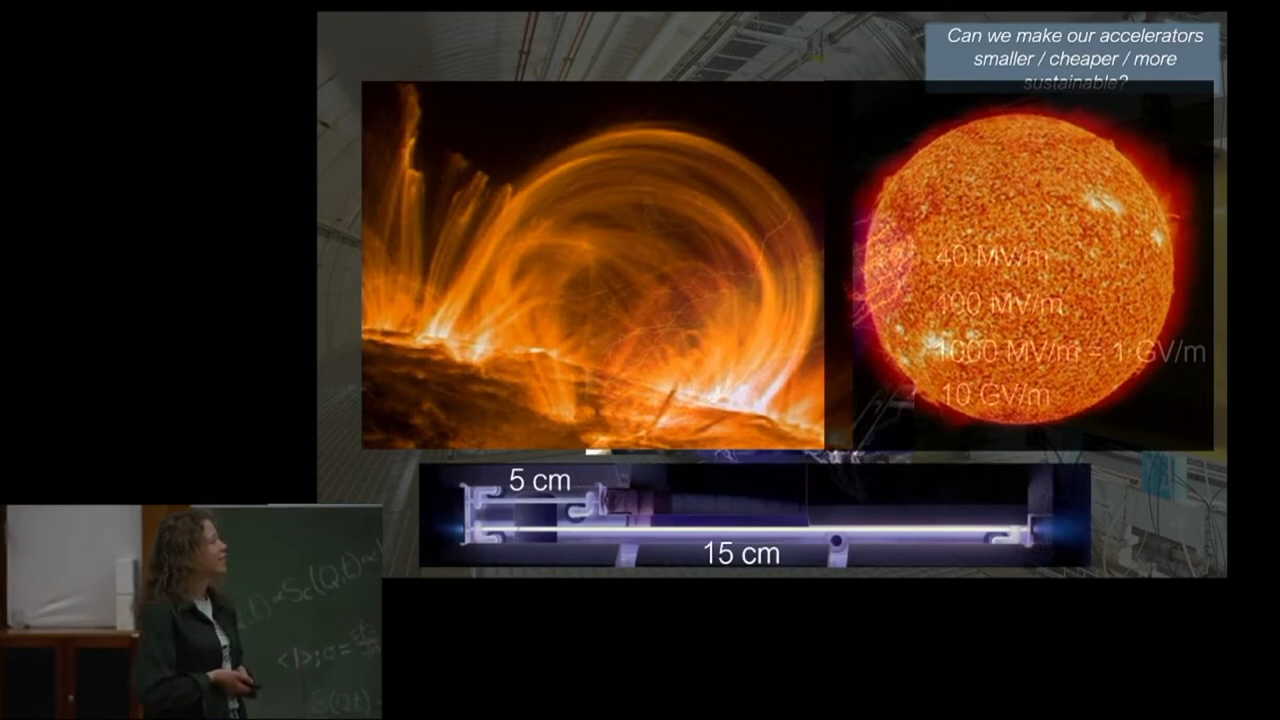 Can we make our accelerators
smaller / cheaper / more
sustainable?
40 MV/m
100 MV/m
1000 MV/m = 1 GV/m
10 GV/m
5 cm
15 cm